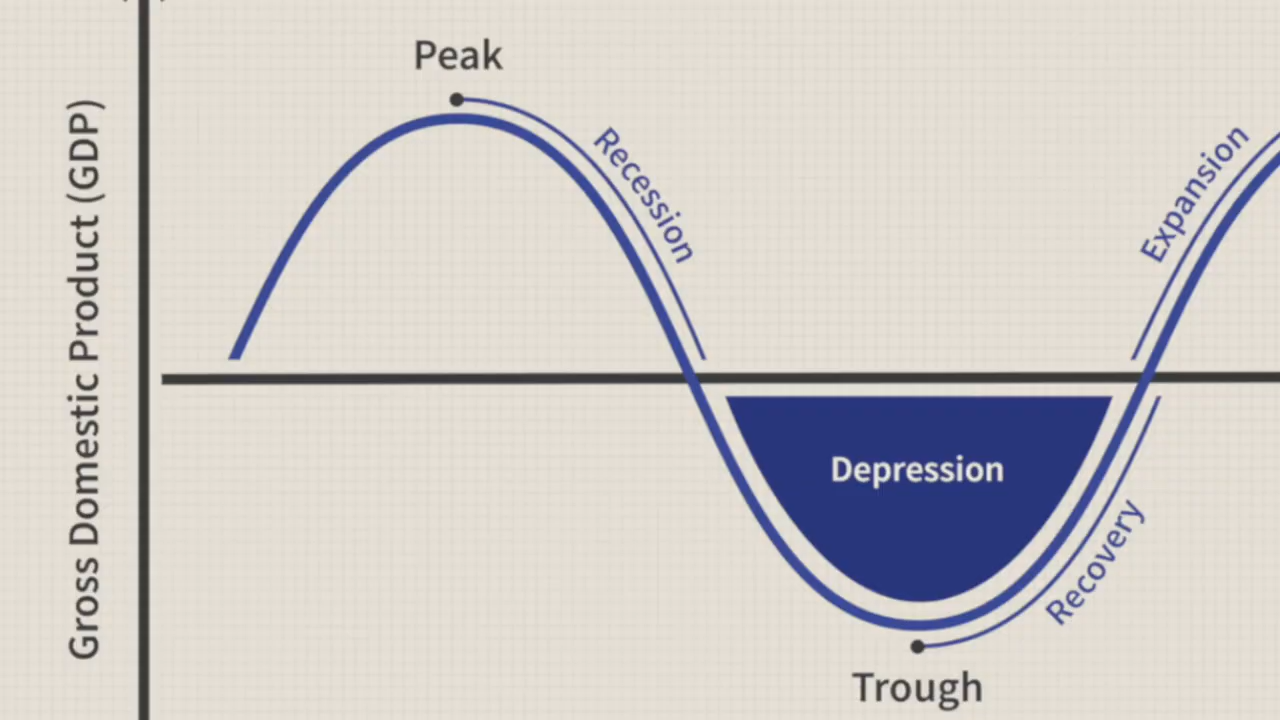 Peak
Recession
Expansion
Gross Domestic Product (GDP)
Depression
Recovery
Trough